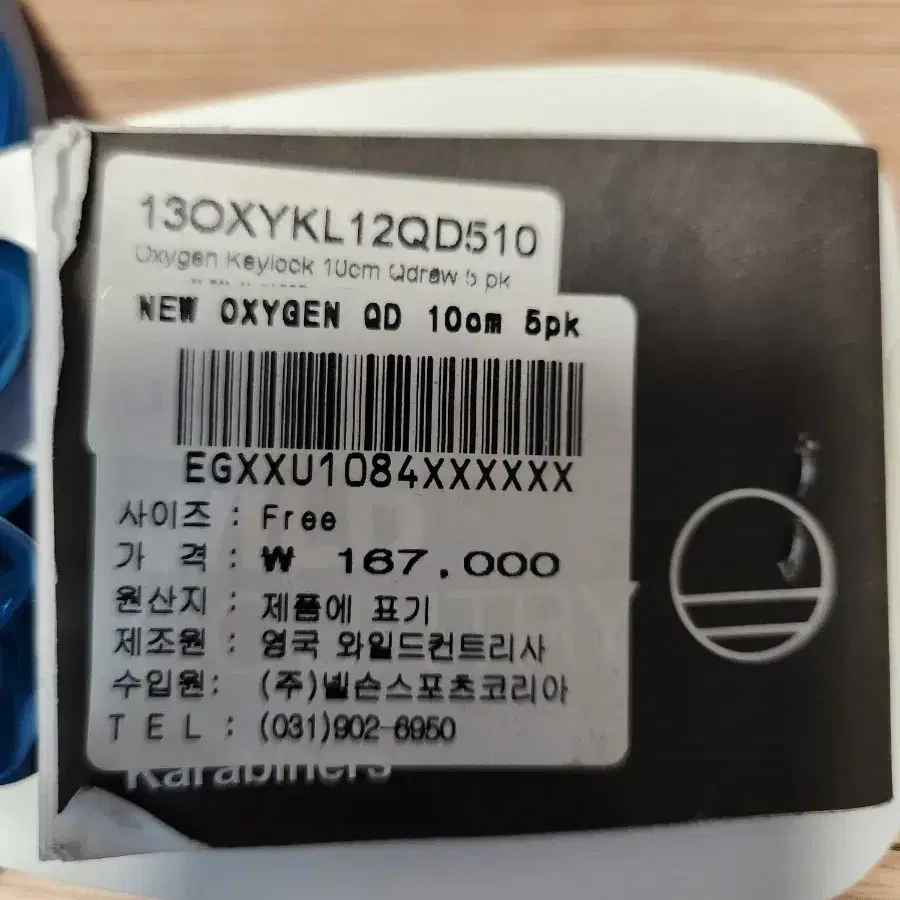 13OXYKL12QD510
Oxygen Keylock 10cm Qdraw 5 pk
NEW OXYGEN QD 10cm 5pk
EGXXU1084XXXXXX
사이즈 : Free
가 격 : ₩ 167,000
원산지 : 제품에 표기
제조원 : 영국 와일드컨트리사
수입원: (주)넬슨스포츠코리아
TEL : (031)902-6950
Karabiners